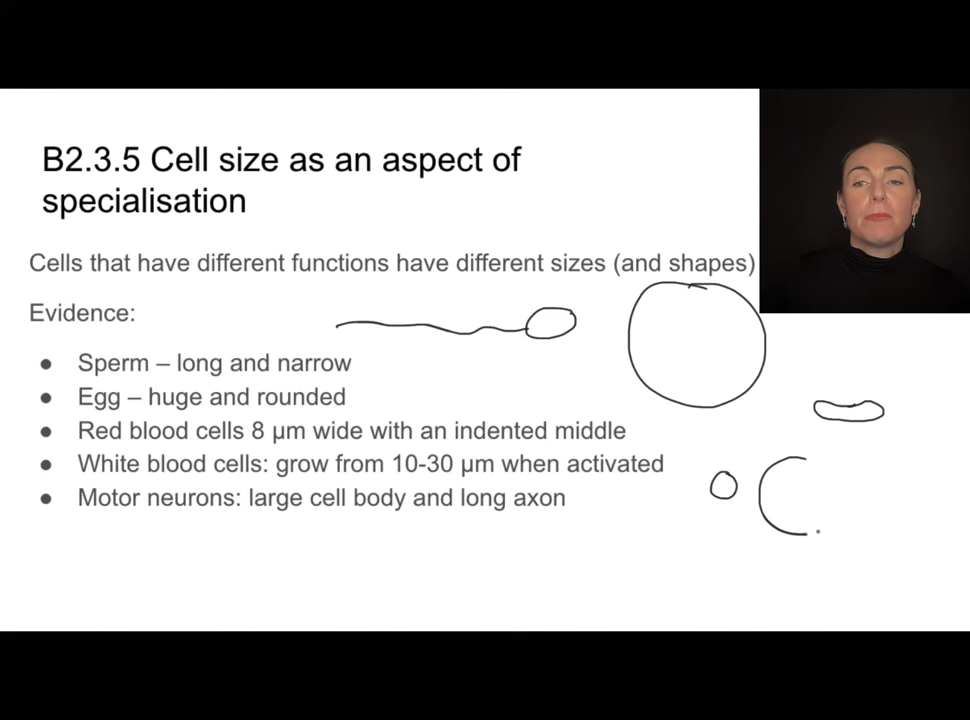 B2.3.5 Cell size as an aspect of
specialisation
Cells that have different functions have different sizes (and shapes)
Evidence:
● Sperm – long and narrow
● Egg – huge and rounded
● Red blood cells 8 μm wide with an indented middle
● White blood cells: grow from 10-30 μm when activated
● Motor neurons: large cell body and long axon